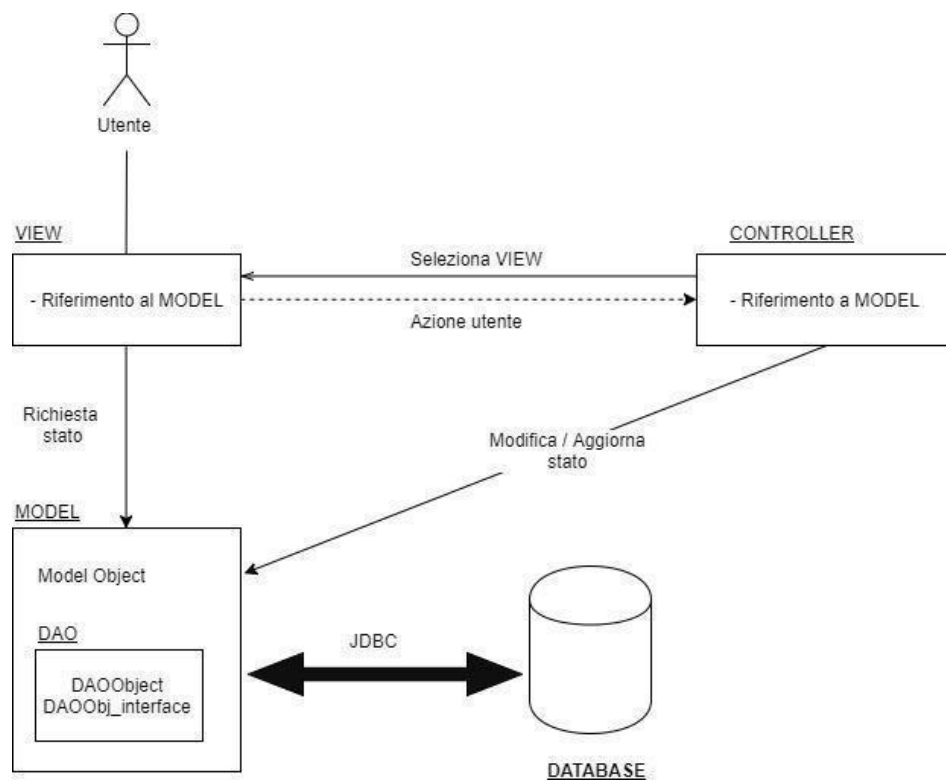 Utente
VIEW
- Riferimento al MODEL
Seleziona VIEW
Azione utente
CONTROLLER
- Riferimento a MODEL
Richiesta
stato
Modifica / Aggiorna
stato
MODEL
Model Object
DAO
DAOObject
DAOObj_interface
JDBC
DATABASE